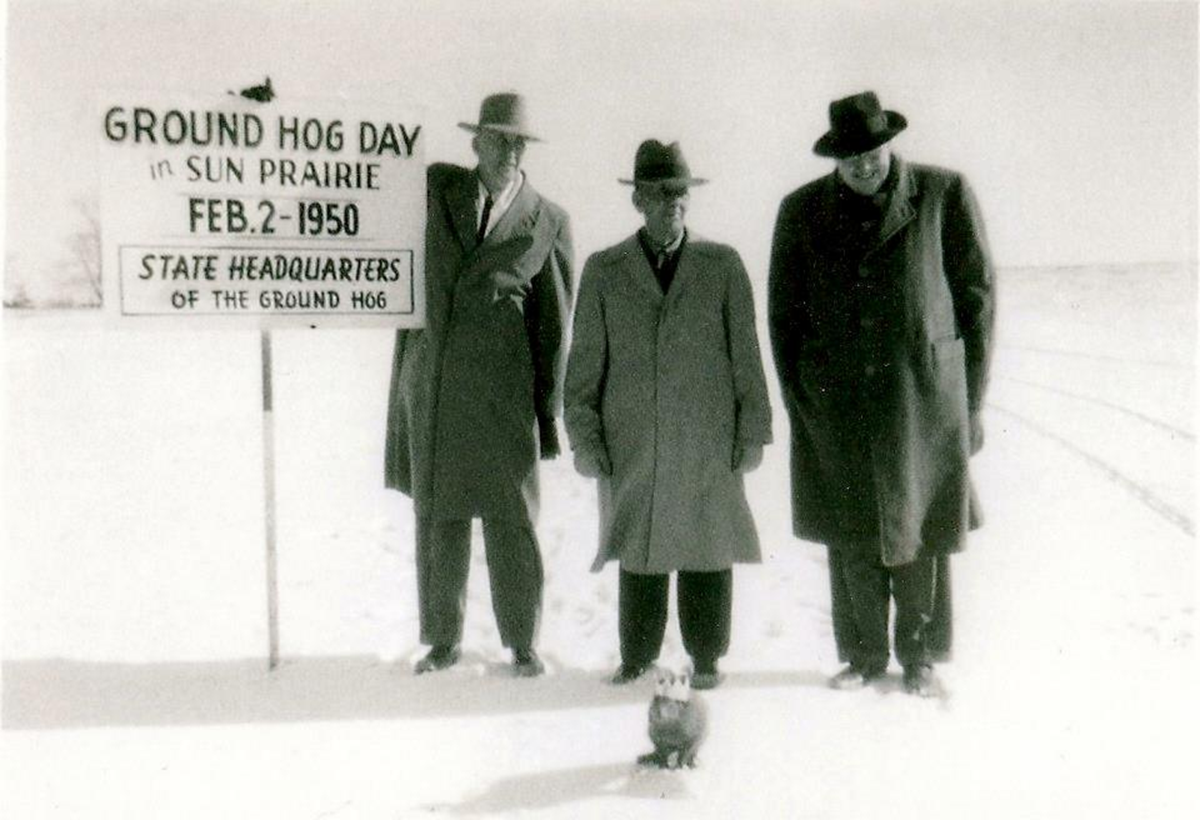 GROUND HOG DAY
in SUN PRAIRIE
FEB. 2-1950
STATE HEADQUARTERS
OF THE GROUND HOG